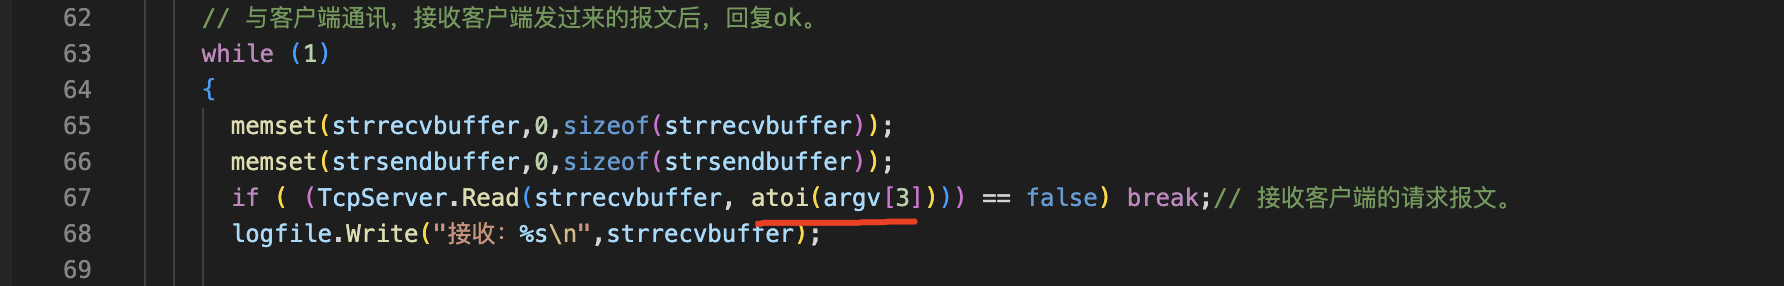 62 // 与客户端通讯，接收客户端发过来的报文后，回复ok。
63 while (1)
64 {
65 memset(strrecvbuffer,0,sizeof(strrecvbuffer));
66 memset(strsendbuffer,0,sizeof(strsendbuffer));
67 if ( (TcpServer.Read(strrecvbuffer, atoi(argv[3]))) == false) break;// 接收客户端的请求报文。
68 logfile.Write("接收：%s\n",strrecvbuffer);
69